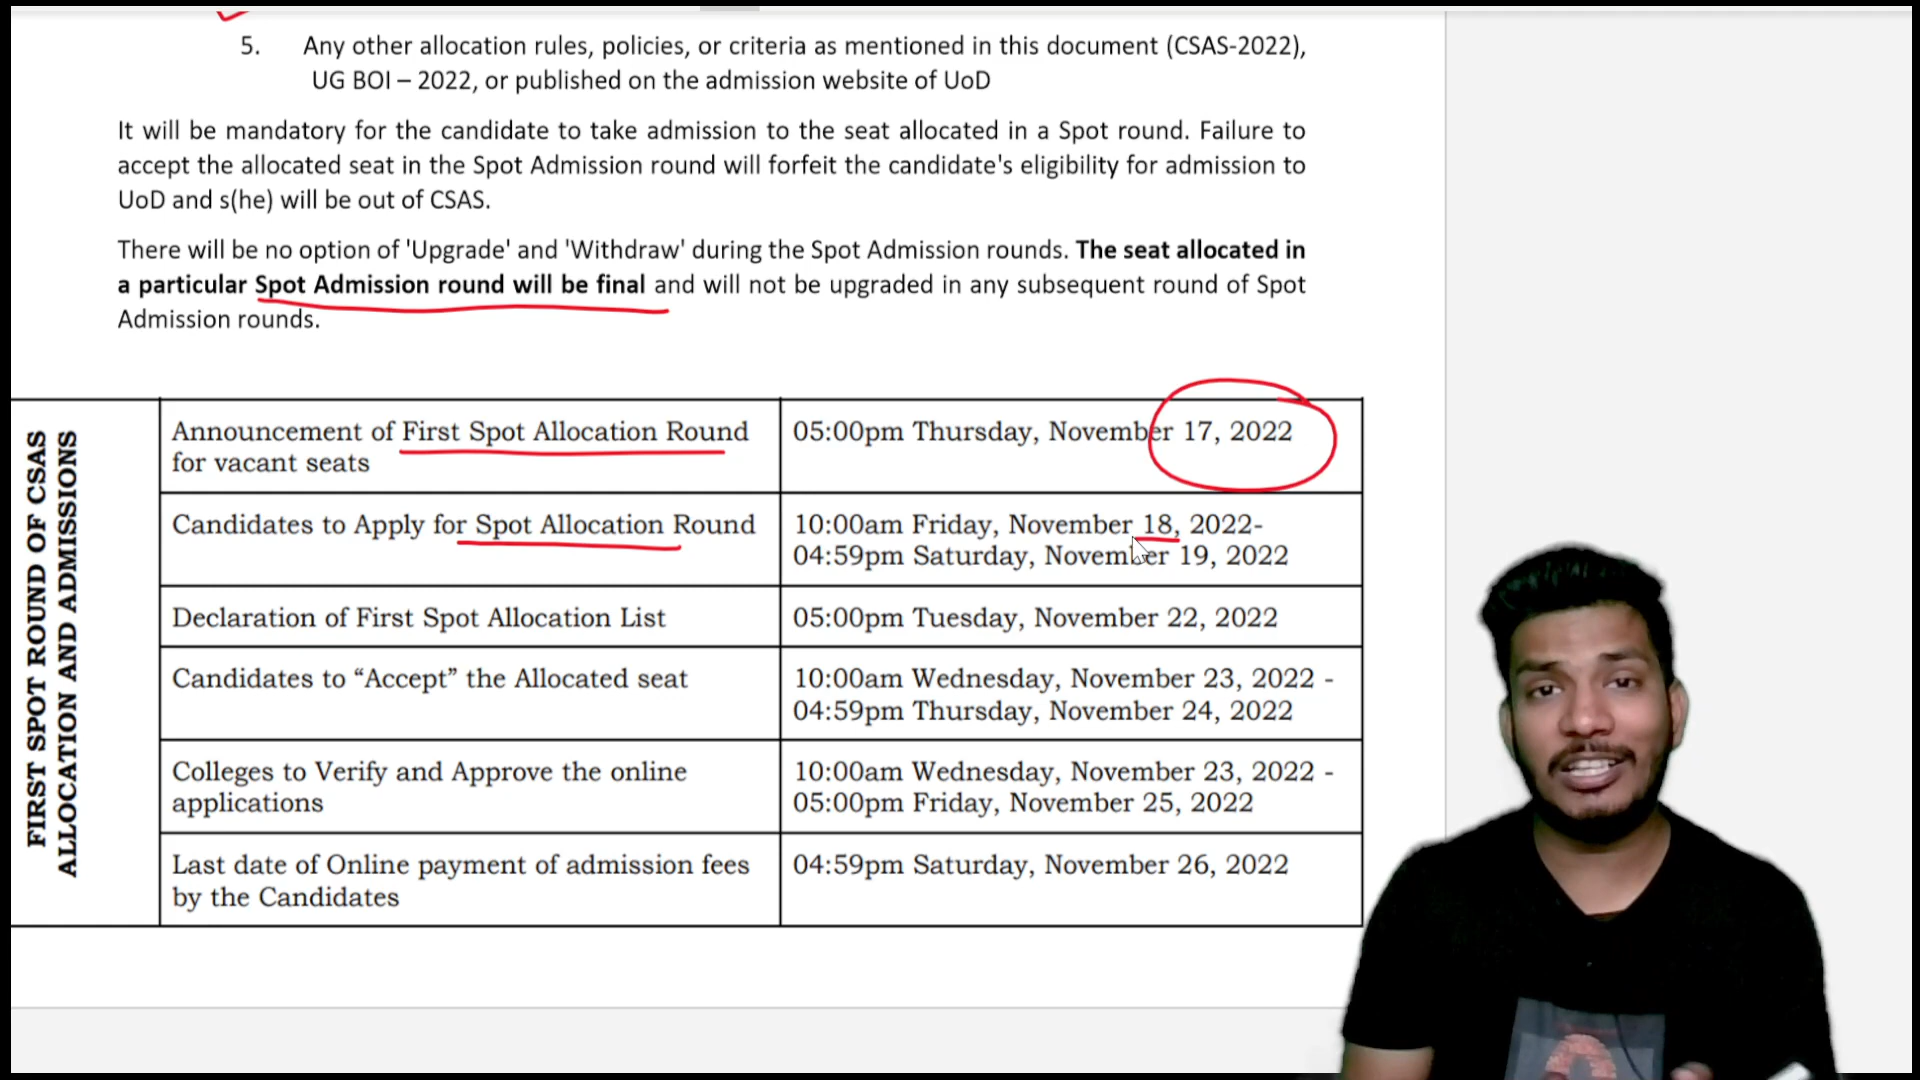 5. Any other allocation rules, policies, or criteria as mentioned in this document (CSAS-2022),
UG BOI – 2022, or published on the admission website of UoD
It will be mandatory for the candidate to take admission to the seat allocated in a Spot round. Failure to
accept the allocated seat in the Spot Admission round will forfeit the candidate's eligibility for admission to
UoD and s(he) will be out of CSAS.
There will be no option of 'Upgrade' and 'Withdraw' during the Spot Admission rounds. The seat allocated in
a particular Spot Admission round will be final and will not be upgraded in any subsequent round of Spot
Admission rounds.
FIRST SPOT ROUND OF CSAS
ALLOCATION AND ADMISSIONS
Announcement of First Spot Allocation Round
for vacant seats
05:00pm Thursday, November 17, 2022
Candidates to Apply for Spot Allocation Round
10:00am Friday, November 18, 2022-
04:59pm Saturday, November 19, 2022
Declaration of First Spot Allocation List
05:00pm Tuesday, November 22, 2022
Candidates to “Accept” the Allocated seat
10:00am Wednesday, November 23, 2022 -
04:59pm Thursday, November 24, 2022
Colleges to Verify and Approve the online
applications
10:00am Wednesday, November 23, 2022 -
05:00pm Friday, November 25, 2022
Last date of Online payment of admission fees
by the Candidates
04:59pm Saturday, November 26, 2022